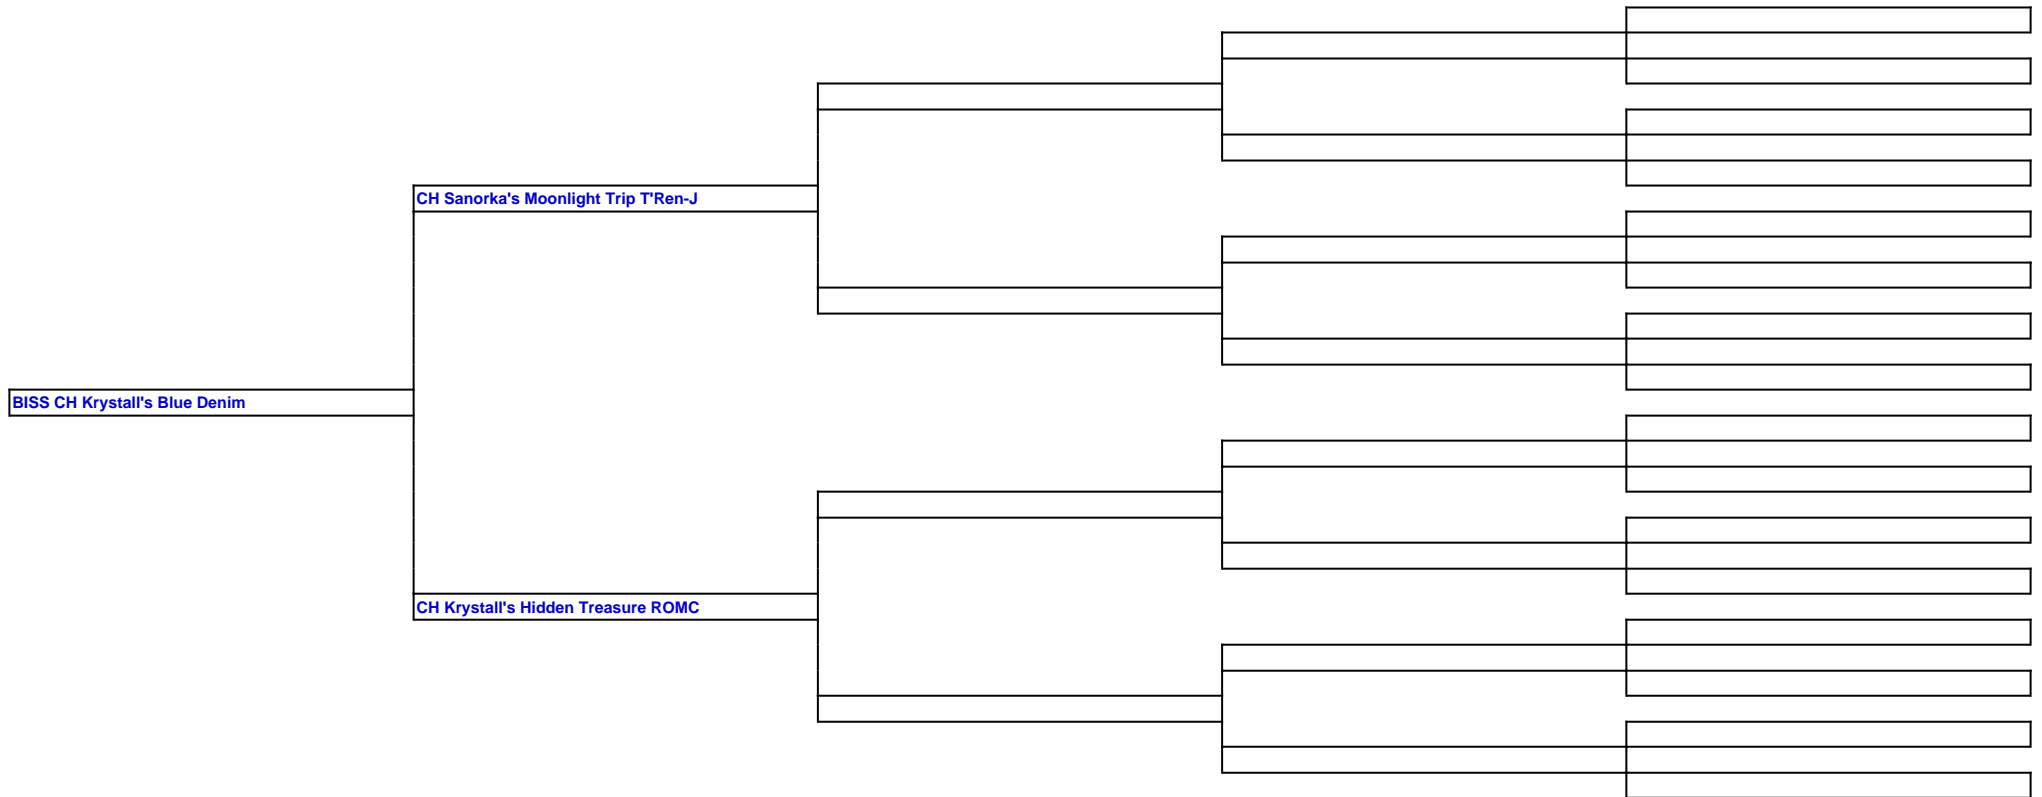 CH Sanorka's Moonlight Trip T'Ren-J
BISS CH Krystall's Blue Denim
CH Krystall's Hidden Treasure ROMC